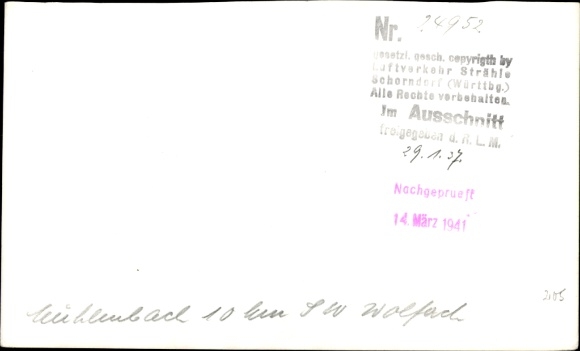 Nr. 24952
gesetzl. gesch. copyrigth by
Luftverkehr Strähle
Schorndorf (Württbg.)
Alle Rechte vorbehalten.
Im Ausschnitt
freigegeben d. R. L. M.
29.1.37.
Nachgeprueft
14. März 1941
2105
Mühlenbach 10 km SW Wolfach